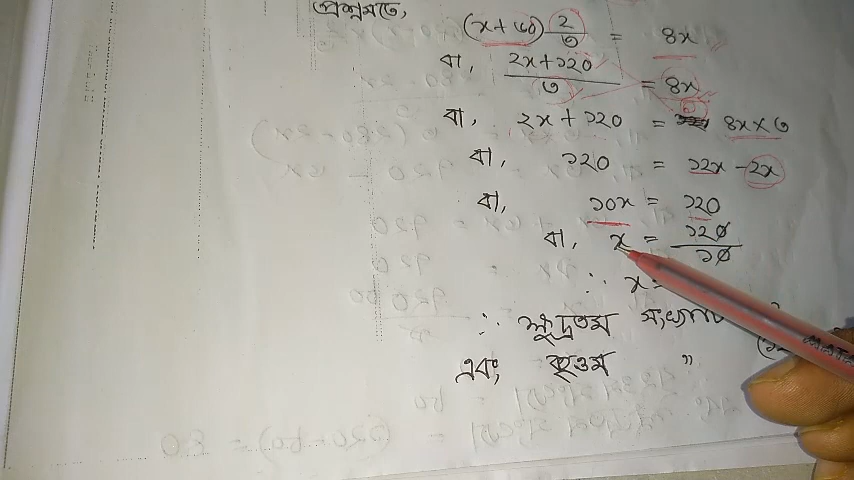 প্রশ্নমতে,
(x + ৬০) ২/৩ = ৪x
বা, ২x + ১২০ / ৩ = ৪x
বা, ২x + ১২০ = ৪x × ৩
বা, ১২০ = ১২x - ২x
বা, ১০x = ১২০
বা, x = ১২০ / ১০
∴ x =
∴ ক্ষুদ্রতম
এবং, বৃহত্তম "